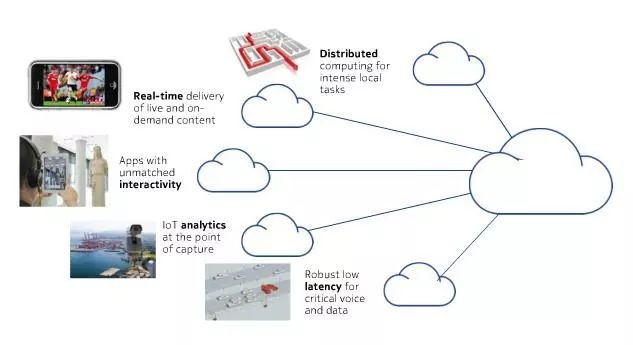 Distributed
computing for
intense local
tasks
Real-time delivery
of live and on-
demand content
Apps with
unmatched
interactivity
IoT analytics
at the point
of capture
Robust low
latency for
critical voice
and data